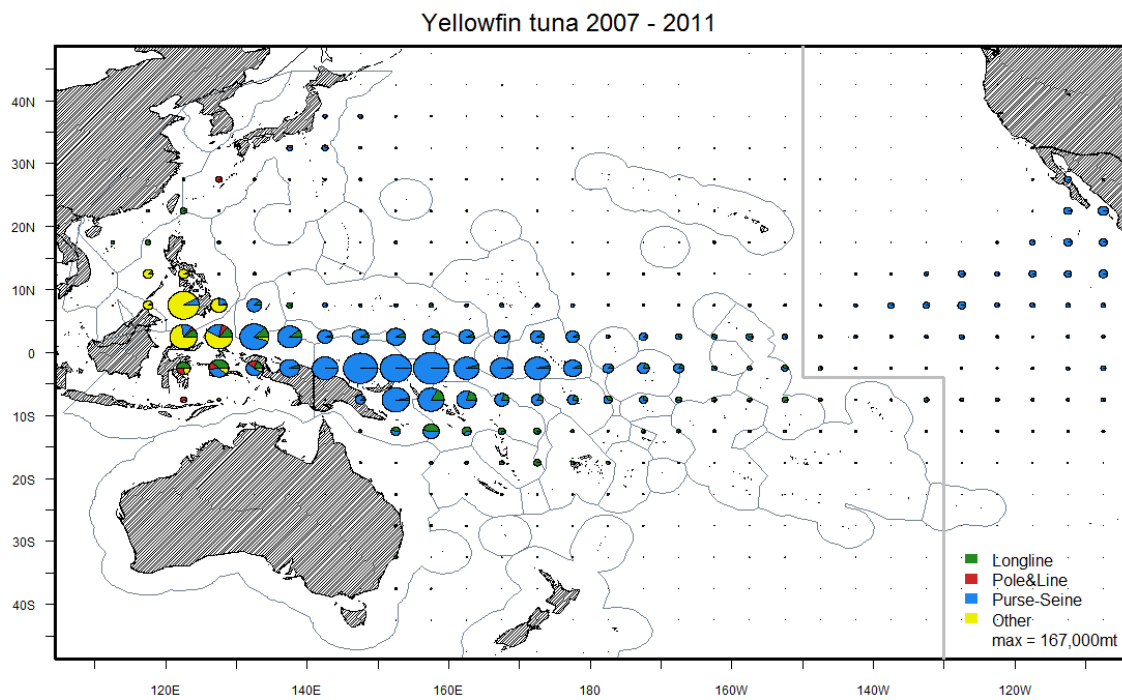 Yellowfin tuna 2007 - 2011
40N
30N
20N
10N
0
10S
20S
30S
40S
Longline
Pole&Line
Purse-Seine
Other
max = 167,000mt
120E
140E
160E
180
160W
140W
120W